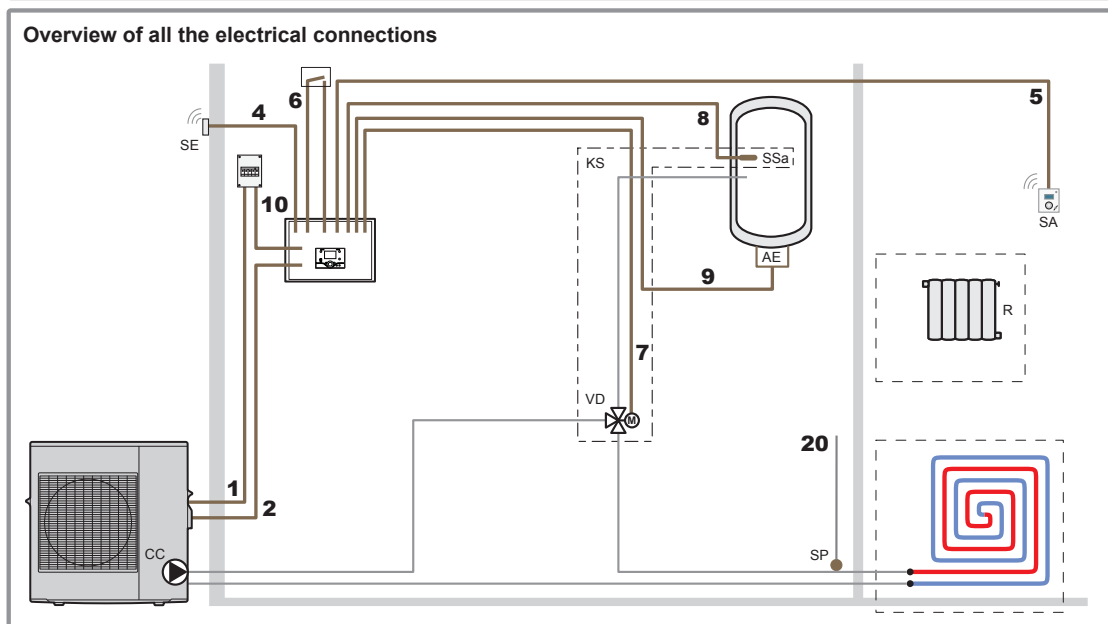 Overview of all the electrical connections
6
5
4
8
SE
KS
SSa
10
SA
AE
9
R
7
VD
M
20
1
2
CC
SP